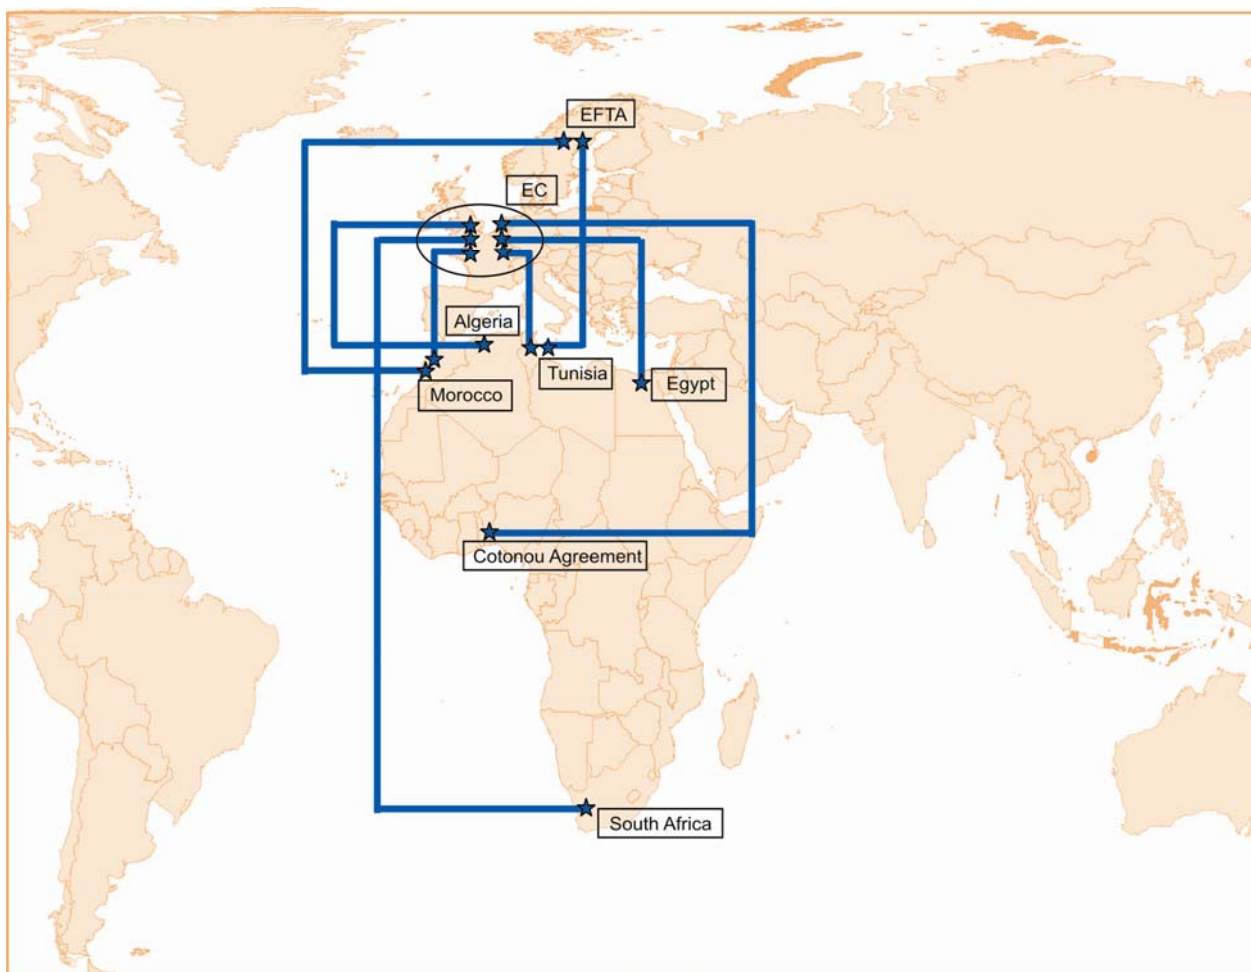 EFTA
EC
Algeria
Tunisia
Egypt
Morocco
Cotonou Agreement
South Africa